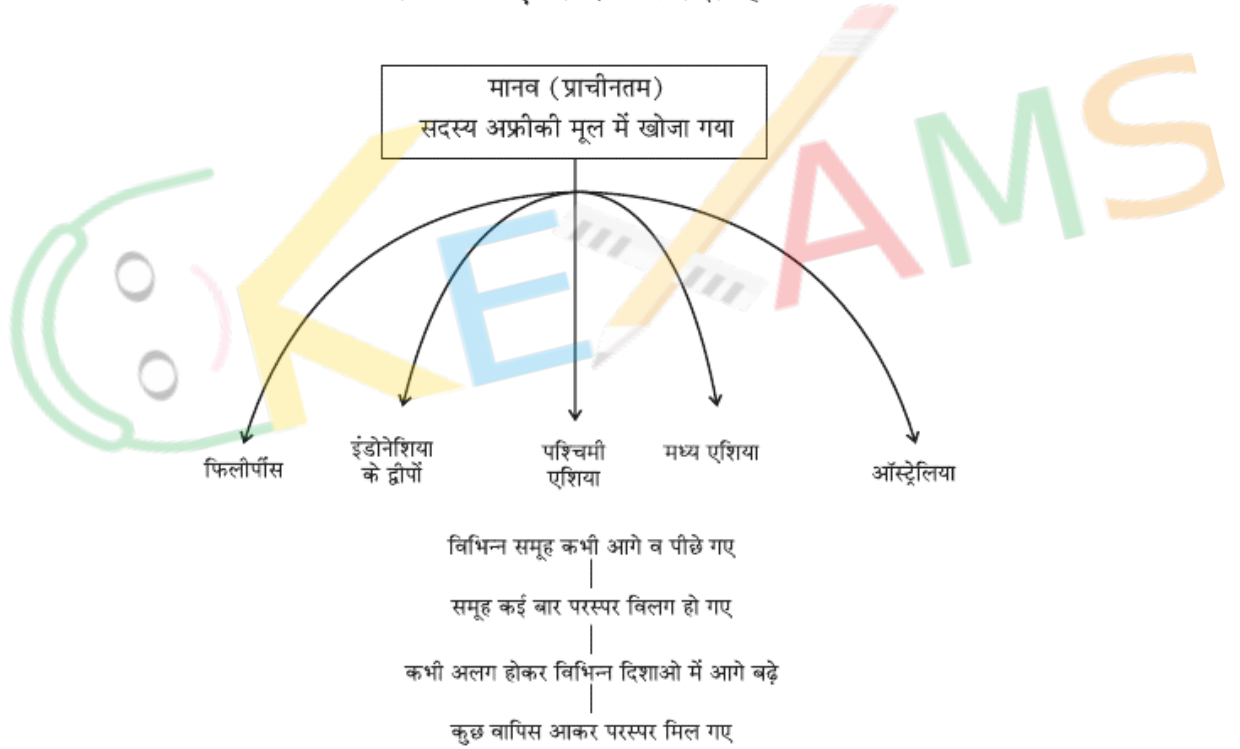 मानव (प्राचीनतम)
सदस्य अफ्रीकी मूल में खोजा गया
KEXAMS
फिलीपींस
इंडोनेशिया
के द्वीपों
पश्चिमी
एशिया
मध्य एशिया
ऑस्ट्रेलिया
विभिन्न समूह कभी आगे व पीछे गए
समूह कई बार परस्पर विलग हो गए
कभी अलग होकर विभिन्न दिशाओ में आगे बढ़े
कुछ वापिस आकर परस्पर मिल गए